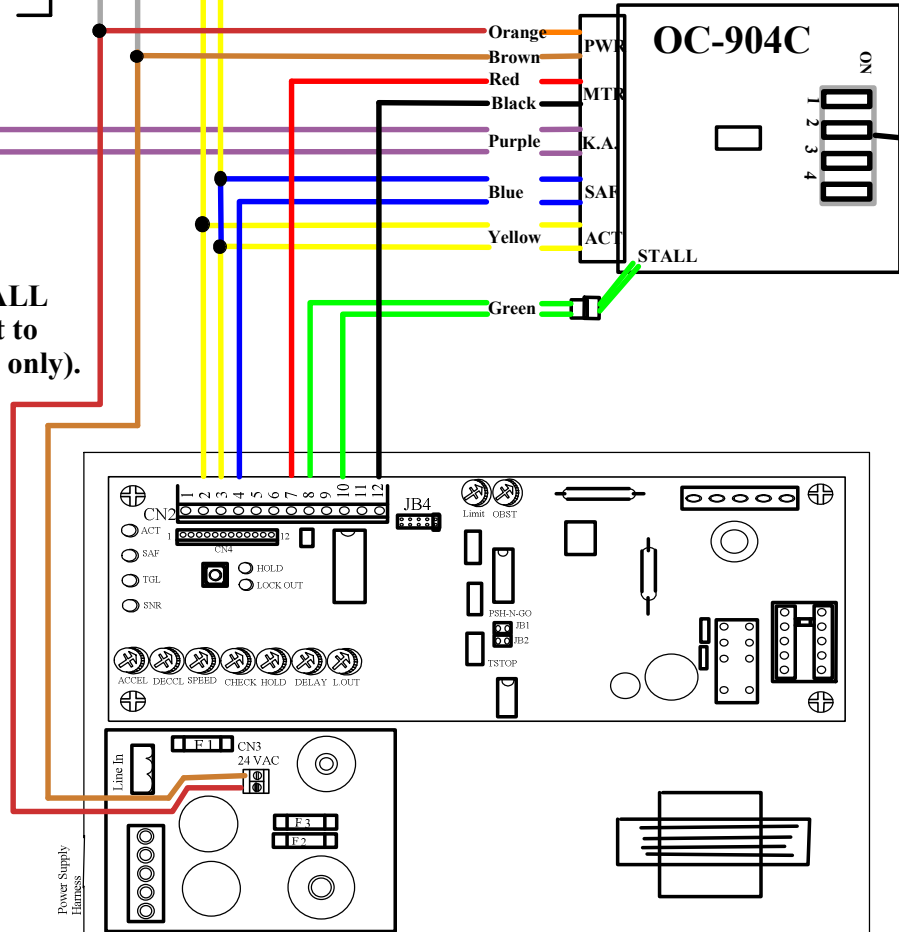 OC-904C
Orange
PWR
Brown
Red
MTR
Black
Purple
K.A.
Blue
SAF
Yellow
ACT
ON
1
2
3
4
STALL
Green
ALL
t to
only).
1 2 3 4 5 6 7 8 9 10 11 12
CN2
JB4
Limit OBST
ACT
1 12
CN4
SAF
HOLD
TGL
LOCK OUT
SNR
PSH-N-GO
JB1
JB2
TSTOP
ACCEL DECCL SPEED CHECK HOLD DELAY L.OUT
F1
CN3
24 VAC
Line In
F3
F2
Power Supply
Harness